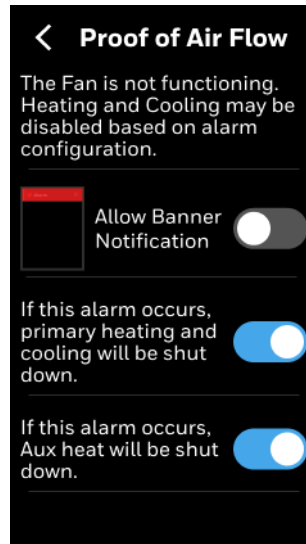 Proof of Air Flow
The Fan is not functioning.
Heating and Cooling may be
disabled based on alarm
configuration.
Allow Banner
Notification
If this alarm occurs,
primary heating and
cooling will be shut
down.
If this alarm occurs,
Aux heat will be shut
down.